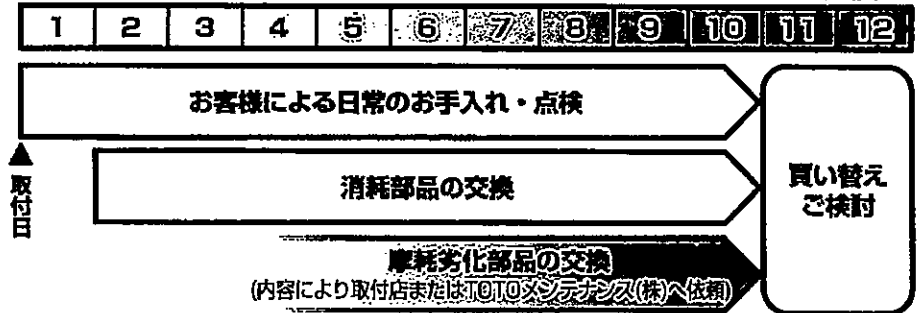 1 2 3 4 5 6 7 8 9 10 11 12
お客様による日常のお手入れ・点検
取付日
消耗部品の交換
買い替え
ご検討
摩耗劣化部品の交換
(内容により取付店またはTOTOメンテナンス(株)へ依頼)